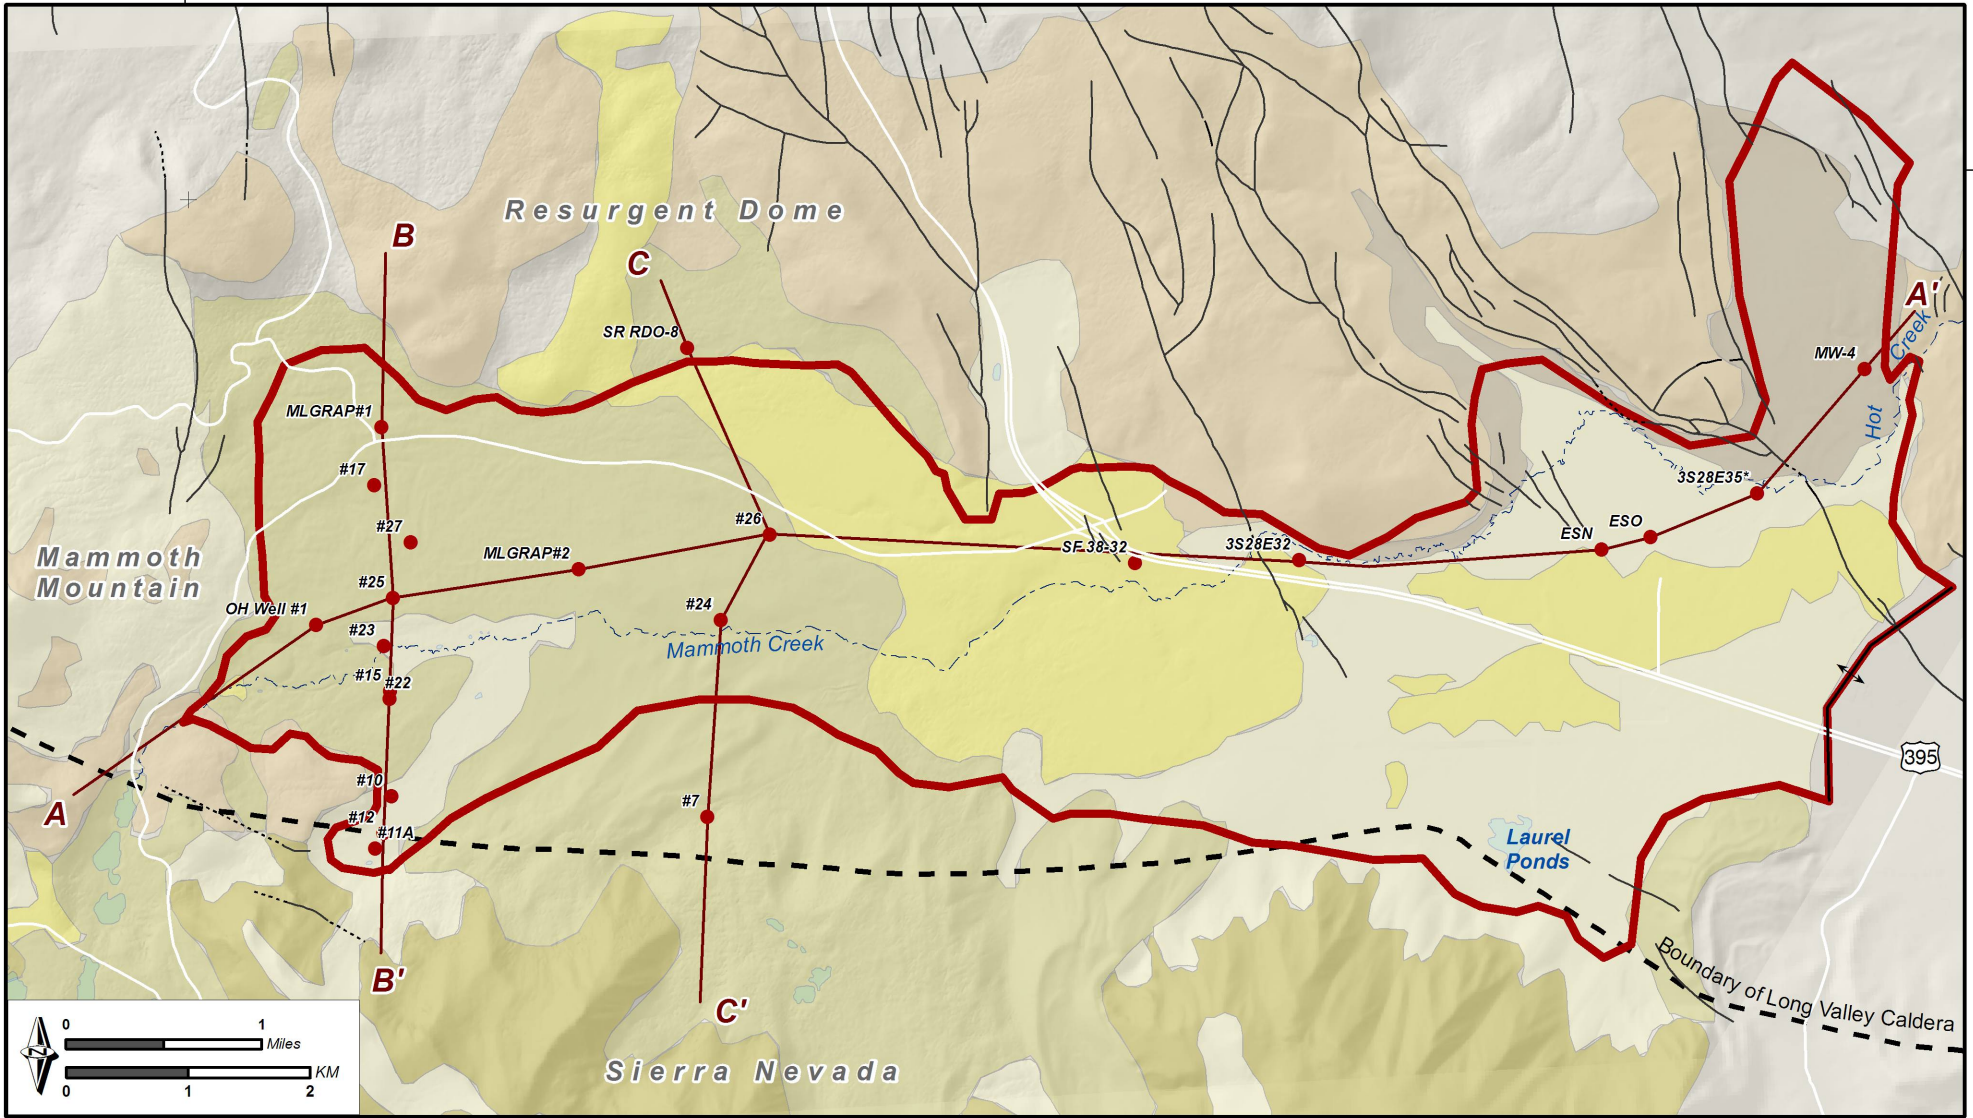 Resurgent Dome
B
C
A'
SR RDO-8
Creek
MW-4
Hot
MLGRAP#1
#17
3S28E35*
#27
#26
ESO
ESN
Mammoth
Mountain
MLGRAP#2
SF 38-32
3S28E32
#25
OH Well #1
#24
#23
Mammoth Creek
#15
#22
395
#10
#7
A
#12
#11A
Laurel
Ponds
B'
C'
Boundary of Long Valley Caldera
Sierra Nevada
N
0 1
Miles
KM
0 1 2